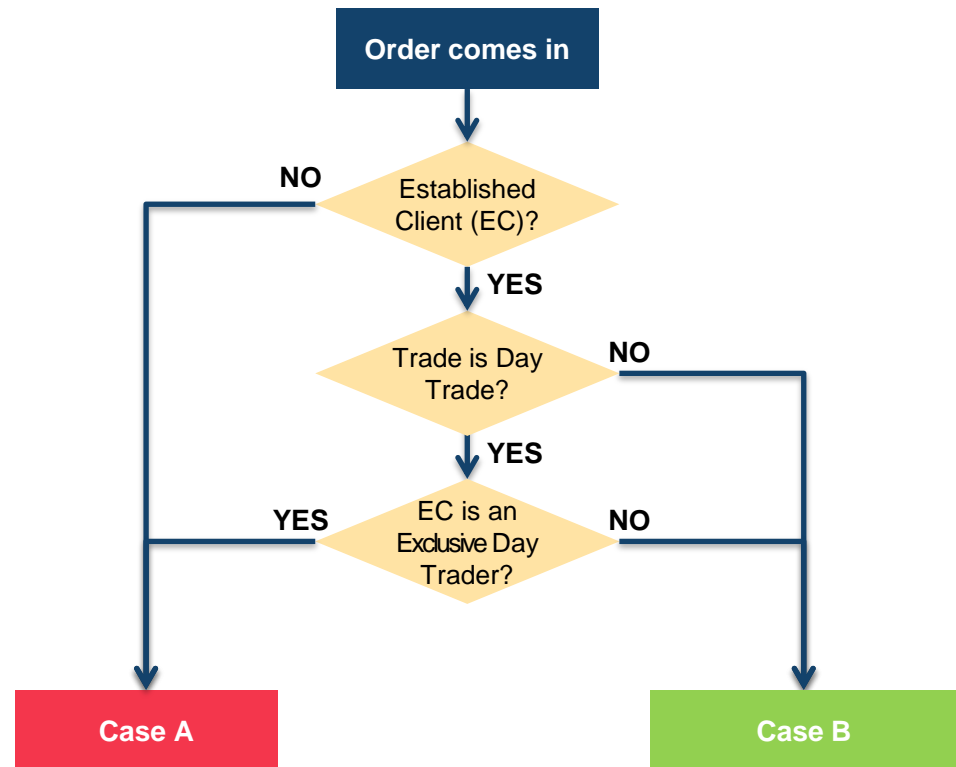 Order comes in
NO
Established
Client (EC)?
YES
Trade is Day
Trade?
NO
YES
YES
EC is an
Exclusive Day
Trader?
NO
Case A
Case B